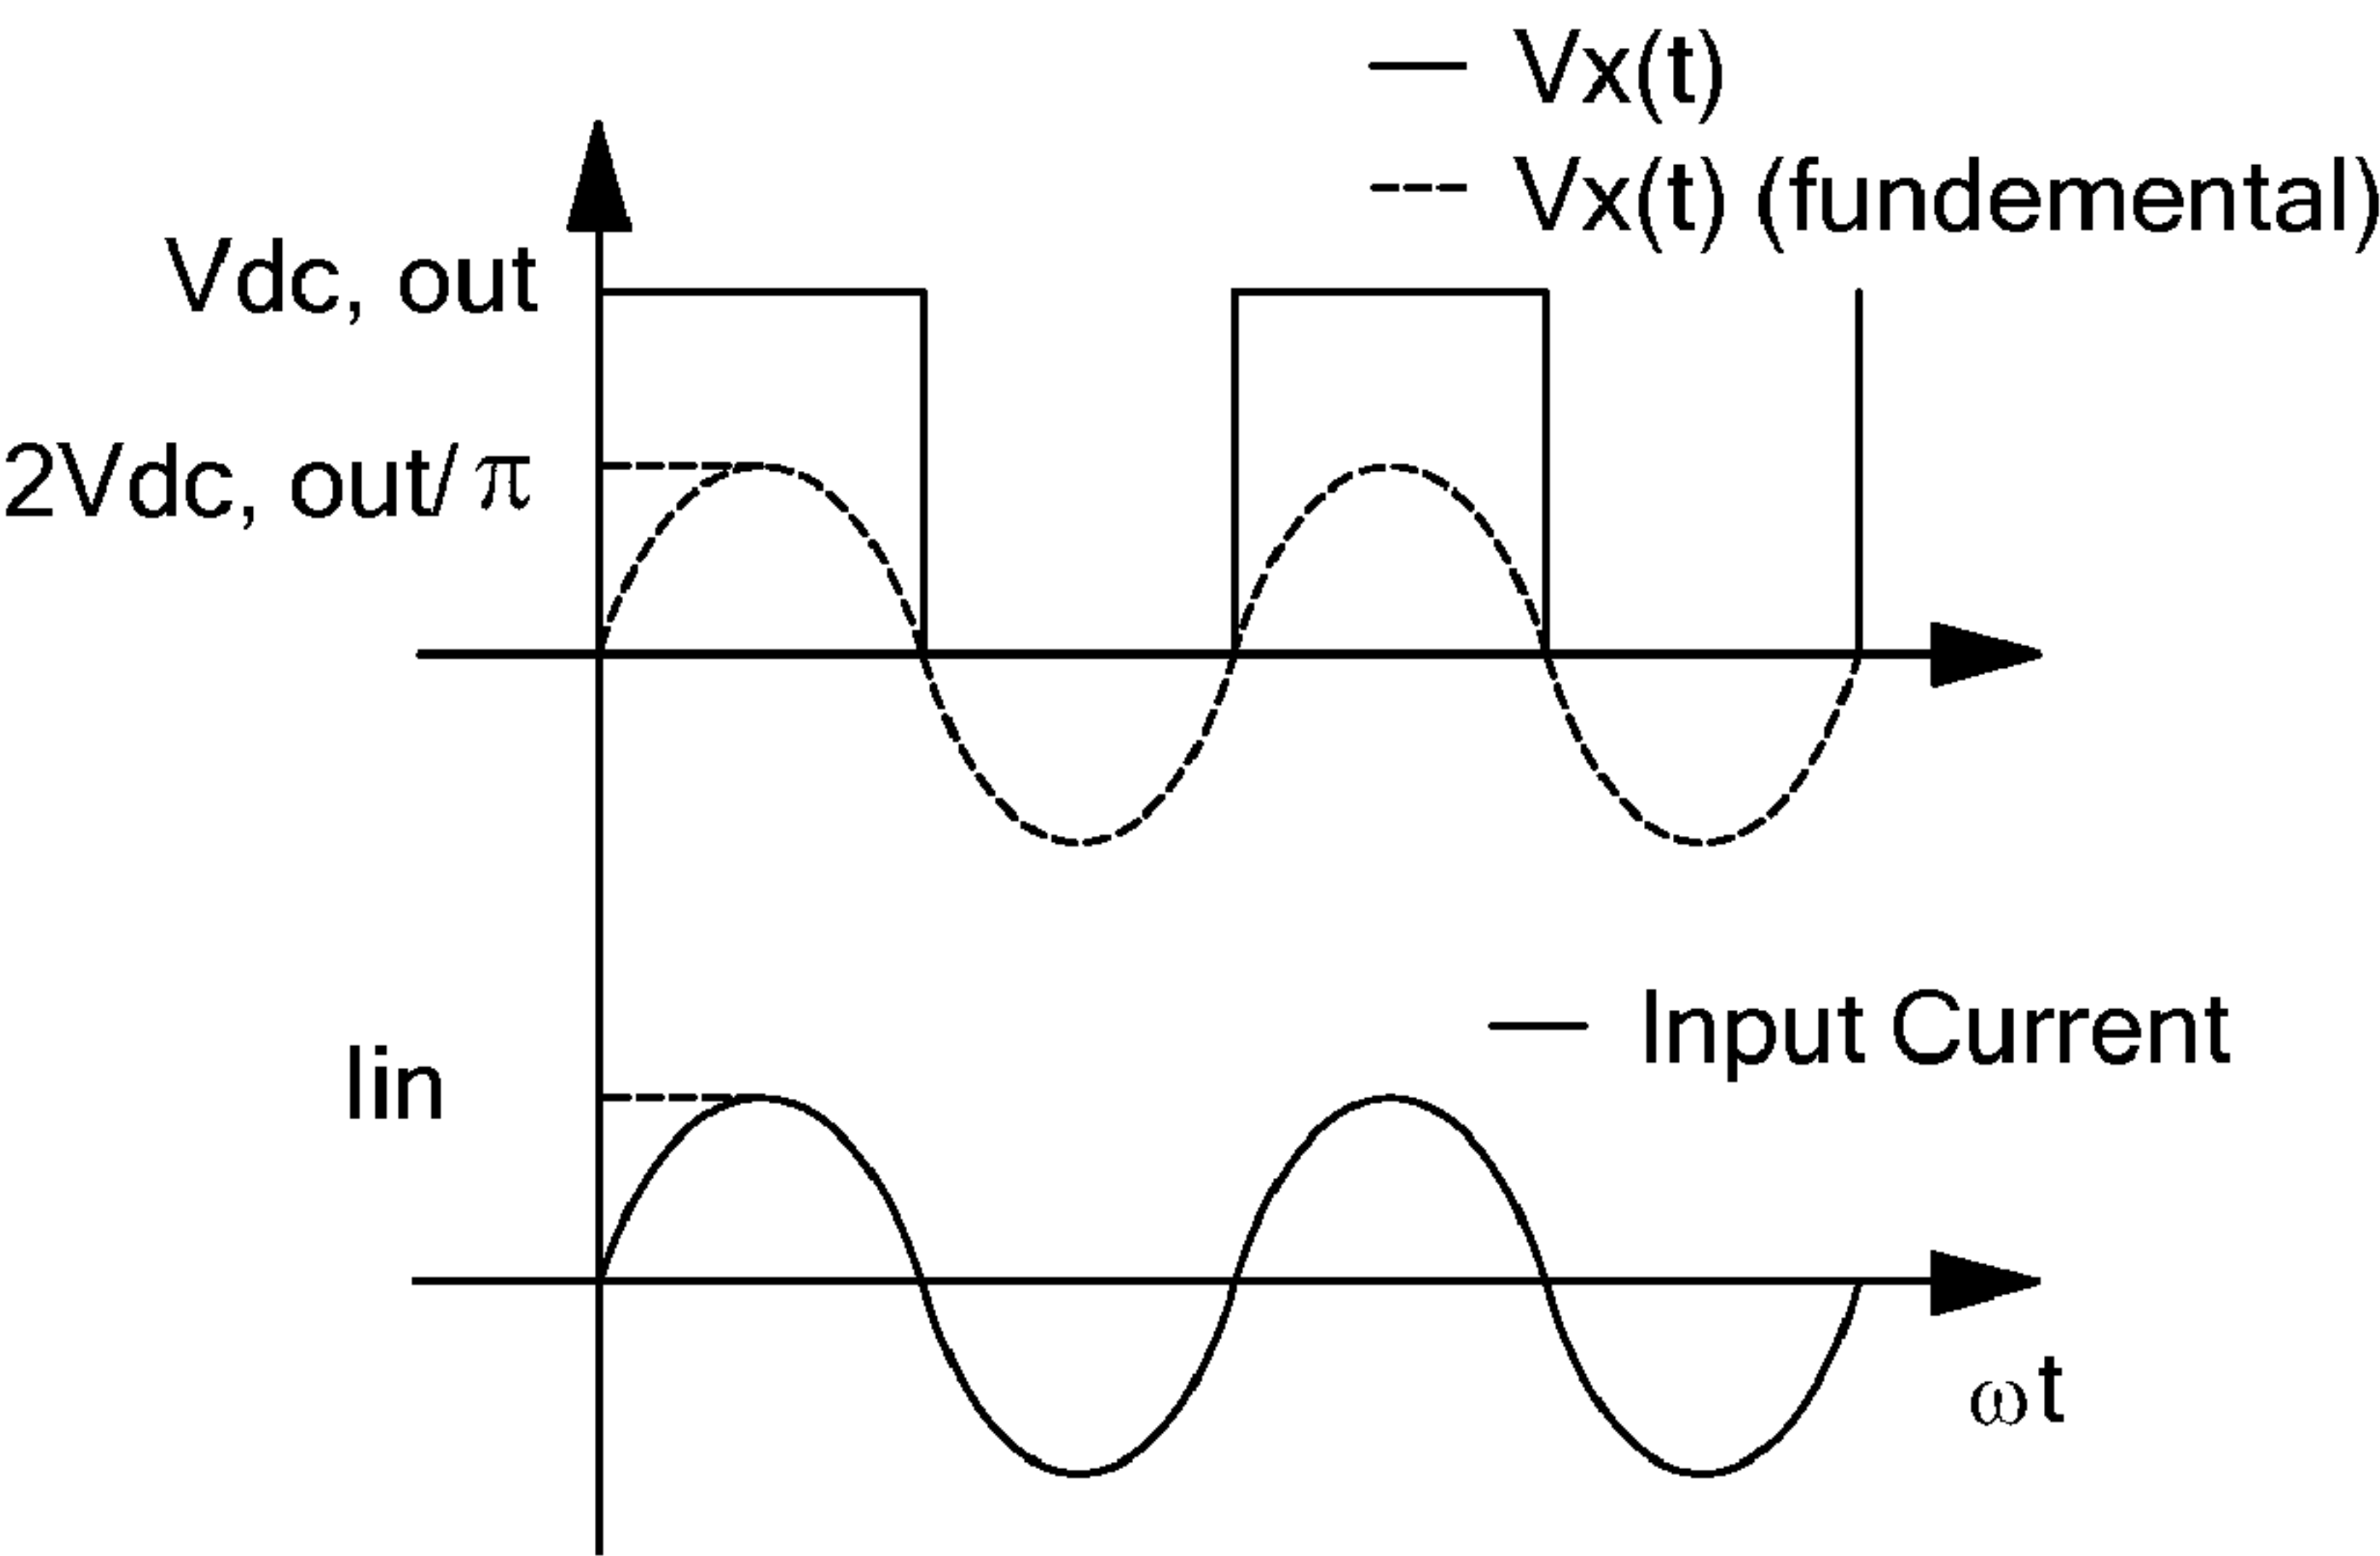 Vx(t)
Vx(t) (fundemental)
Vdc, out
2Vdc, out/π
Input Current
Iin
ωt